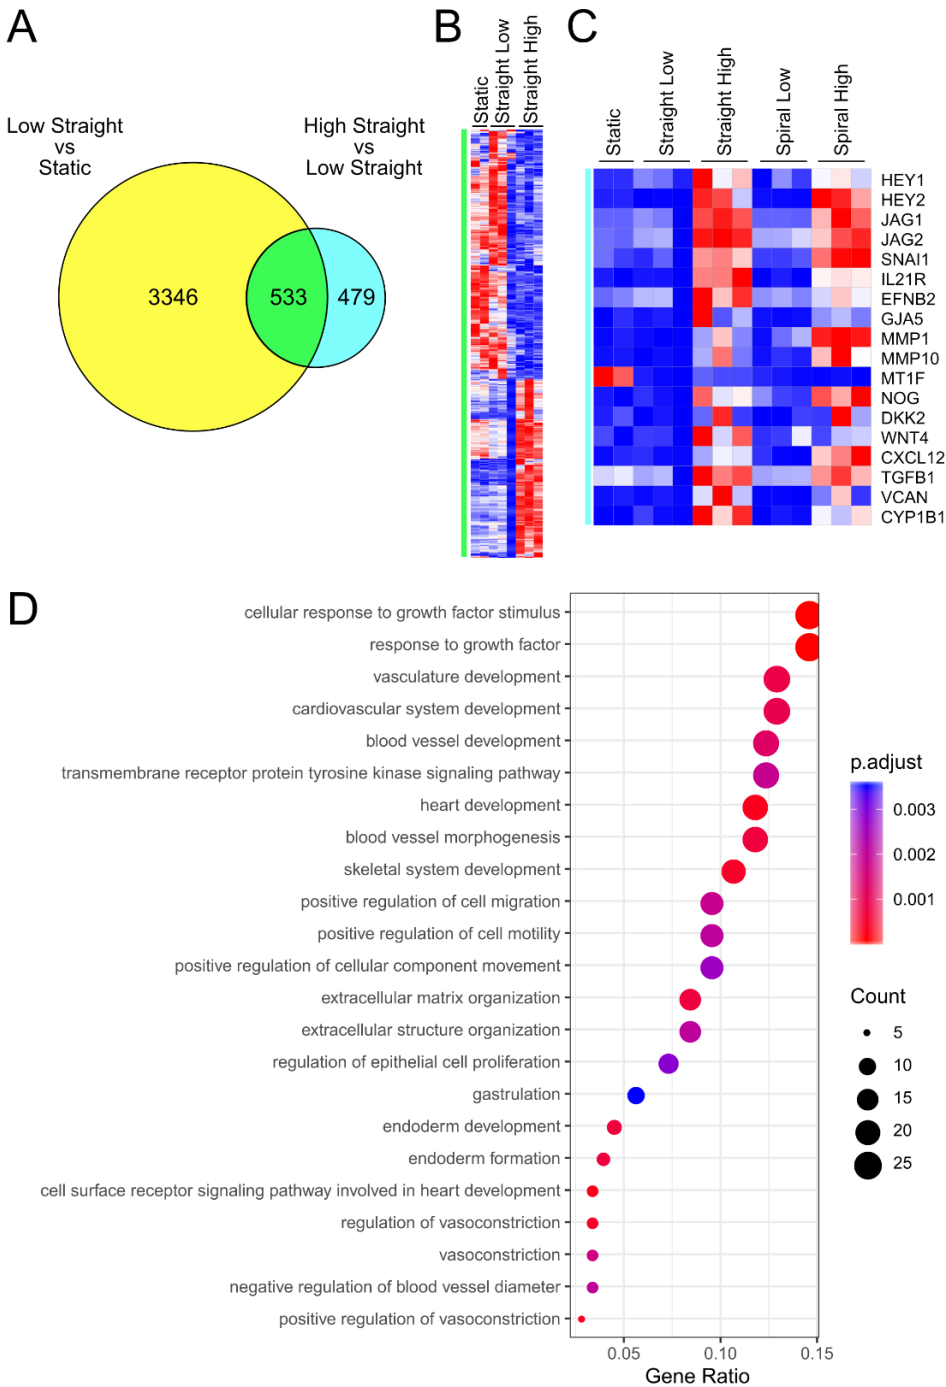 A
B
C
Low Straight
vs
Static
High Straight
vs
Low Straight
3346
533
479
Static
Straight Low
Straight High
Static
Straight Low
Straight High
Spiral Low
Spiral High
HEY1
HEY2
JAG1
JAG2
SNAI1
IL21R
EFNB2
GJA5
MMP1
MMP10
MT1F
NOG
DKK2
WNT4
CXCL12
TGFB1
VCAN
CYP1B1
D
cellular response to growth factor stimulus
response to growth factor
vasculature development
cardiovascular system development
blood vessel development
transmembrane receptor protein tyrosine kinase signaling pathway
heart development
blood vessel morphogenesis
skeletal system development
positive regulation of cell migration
positive regulation of cell motility
positive regulation of cellular component movement
extracellular matrix organization
extracellular structure organization
regulation of epithelial cell proliferation
gastrulation
endoderm development
endoderm formation
cell surface receptor signaling pathway involved in heart development
regulation of vasoconstriction
vasoconstriction
negative regulation of blood vessel diameter
positive regulation of vasoconstriction
0.05
0.10
0.15
Gene Ratio
p.adjust
0.003
0.002
0.001
Count
5
10
15
20
25